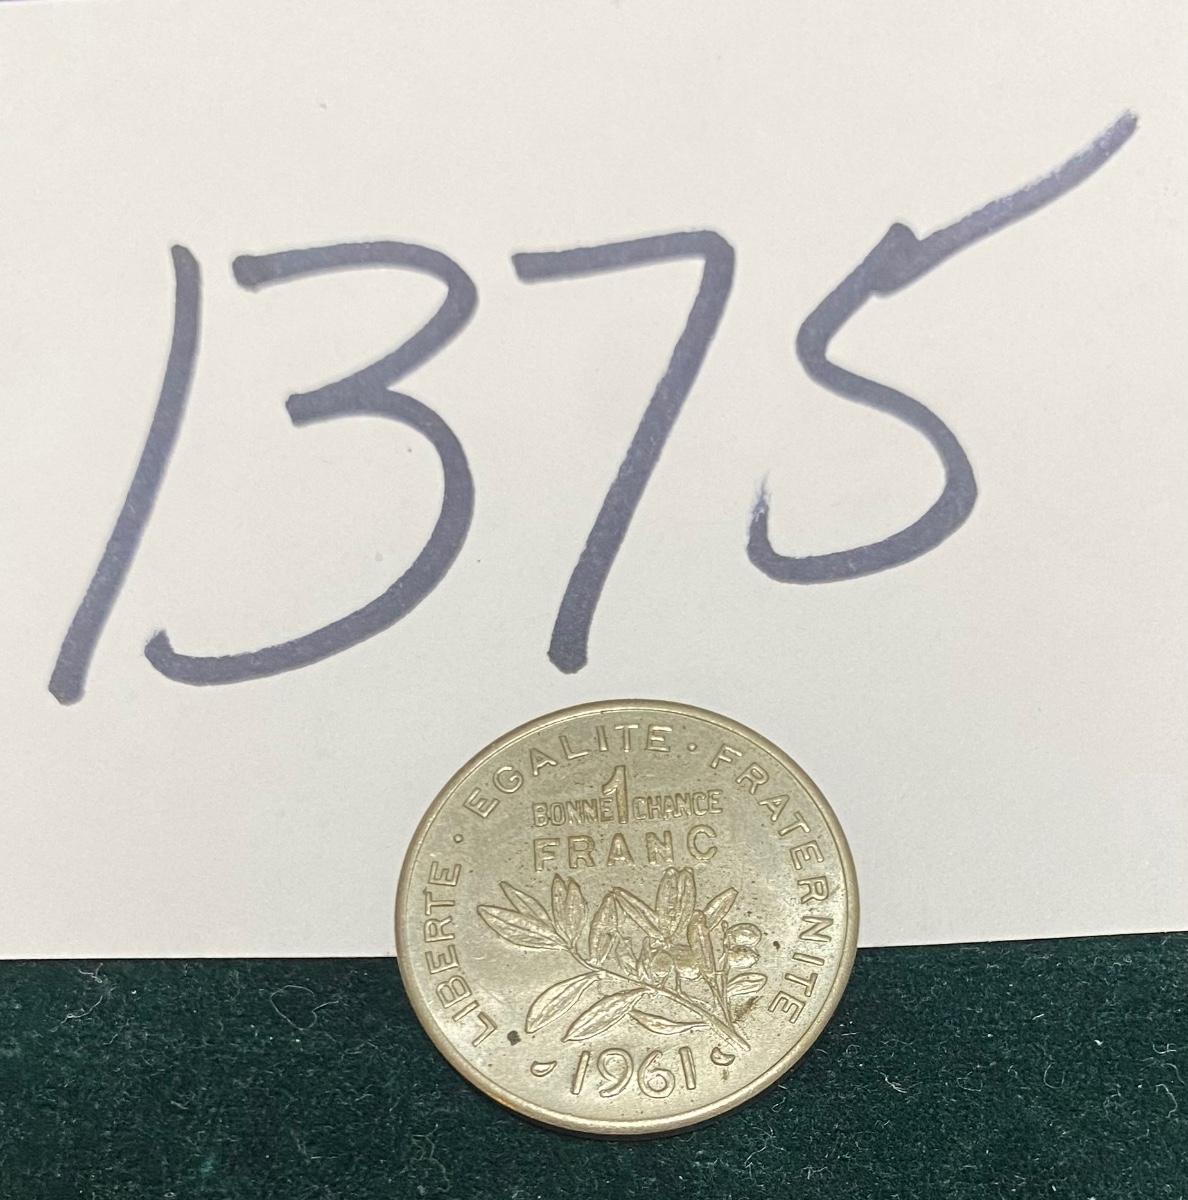 1375
LIBERTE · EGALITE · FRATERNITE
1
BONNE CHANCE
FRANC
1961